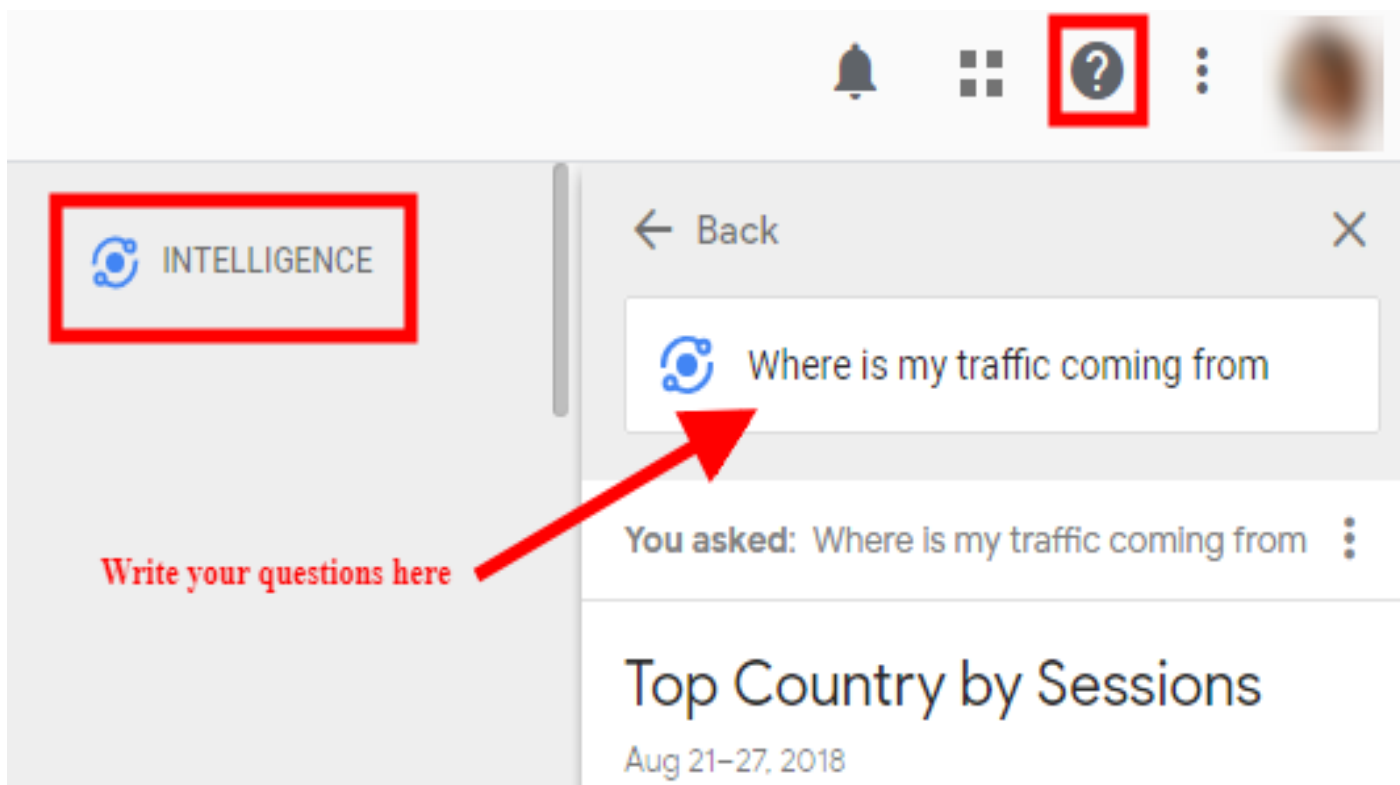 INTELLIGENCE
Back
Where is my traffic coming from
Write your questions here
You asked: Where is my traffic coming from
Top Country by Sessions
Aug 21–27, 2018